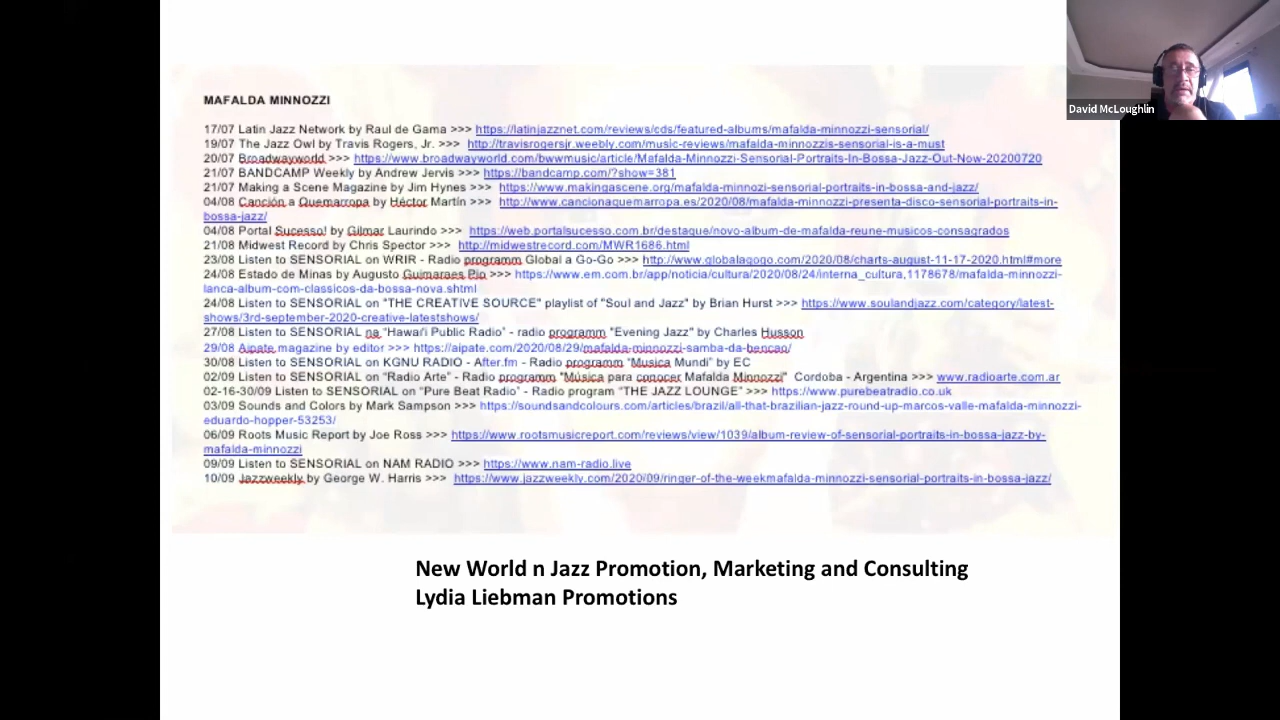 David McLoughlin
MAFALDA MINNOZZI
17/07 Latin Jazz Network by Raul de Gama >>> https://latinjazznet.com/reviews/cds/featured-albums/mafalda-minnozzi-sensorial/
19/07 The Jazz Owl by Travis Rogers, Jr. >>> http://travisrogersjr.weebly.com/music-reviews/mafalda-minnozzis-sensorial-is-a-must
20/07 Broadwayworld >>> https://www.broadwayworld.com/bwwmusic/article/Mafalda-Minnozzi-Sensorial-Portraits-In-Bossa-Jazz-Out-Now-20200720
21/07 BANDCAMP Weekly by Andrew Jervis >>> https://bandcamp.com/?show=381
21/07 Making a Scene Magazine by Jim Hynes >>> https://www.makingascene.org/mafalda-minnozi-sensorial-portraits-in-bossa-and-jazz/
04/08 Canción a Quemarropa by Héctor Martín >>> http://www.cancionaquemarropa.es/2020/08/mafalda-minnozzi-presenta-disco-sensorial-portraits-in-
bossa-jazz/
04/08 Portal Sucesso! by Gilmar Laurindo >>> https://web.portalsucesso.com.br/destaque/novo-album-de-mafalda-reune-musicos-consagrados
21/08 Midwest Record by Chris Spector >>> http://midwestrecord.com/MWR1686.html
23/08 Listen to SENSORIAL on WRIR - Radio programm Global a Go-Go >>> http://www.globalagogo.com/2020/08/charts-august-11-17-2020.html#more
24/08 Estado de Minas by Augusto Guimaraes Pio >>> https://www.em.com.br/app/noticia/cultura/2020/08/24/interna_cultura,1178678/mafalda-minnozzi-
lanca-album-com-classicos-da-bossa-nova.shtml
24/08 Listen to SENSORIAL on "THE CREATIVE SOURCE" playlist of "Soul and Jazz" by Brian Hurst >>> https://www.soulandjazz.com/category/latest-
shows/3rd-september-2020-creative-latestshows/
27/08 Listen to SENSORIAL na "Hawai'i Public Radio" - radio programm "Evening Jazz" by Charles Husson
29/08 Aipate magazine by editor >>> https://aipate.com/2020/08/29/mafalda-minnozzi-samba-da-bencao/
30/08 Listen to SENSORIAL on KGNU RADIO - After.fm - Radio programm "Musica Mundi" by EC
02/09 Listen to SENSORIAL on "Radio Arte" - Radio programm "Música para conocer Mafalda Minnozzi" Cordoba - Argentina >>> www.radioarte.com.ar
02-16-30/09 Listen to SENSORIAL on "Pure Beat Radio" - Radio program "THE JAZZ LOUNGE" >>> https://www.purebeatradio.co.uk
03/09 Sounds and Colors by Mark Sampson >>> https://soundsandcolours.com/articles/brazil/all-that-brazilian-jazz-round-up-marcos-valle-mafalda-minnozzi-
eduardo-hopper-53253/
06/09 Roots Music Report by Joe Ross >>> https://www.rootsmusicreport.com/reviews/view/1039/album-review-of-sensorial-portraits-in-bossa-jazz-by-
mafalda-minnozzi
09/09 Listen to SENSORIAL on NAM RADIO >>> https://www.nam-radio.live
10/09 Jazzweekly by George W. Harris >>> https://www.jazzweekly.com/2020/09/ringer-of-the-weekmafalda-minnozzi-sensorial-portraits-in-bossa-jazz/
New World n Jazz Promotion, Marketing and Consulting
Lydia Liebman Promotions